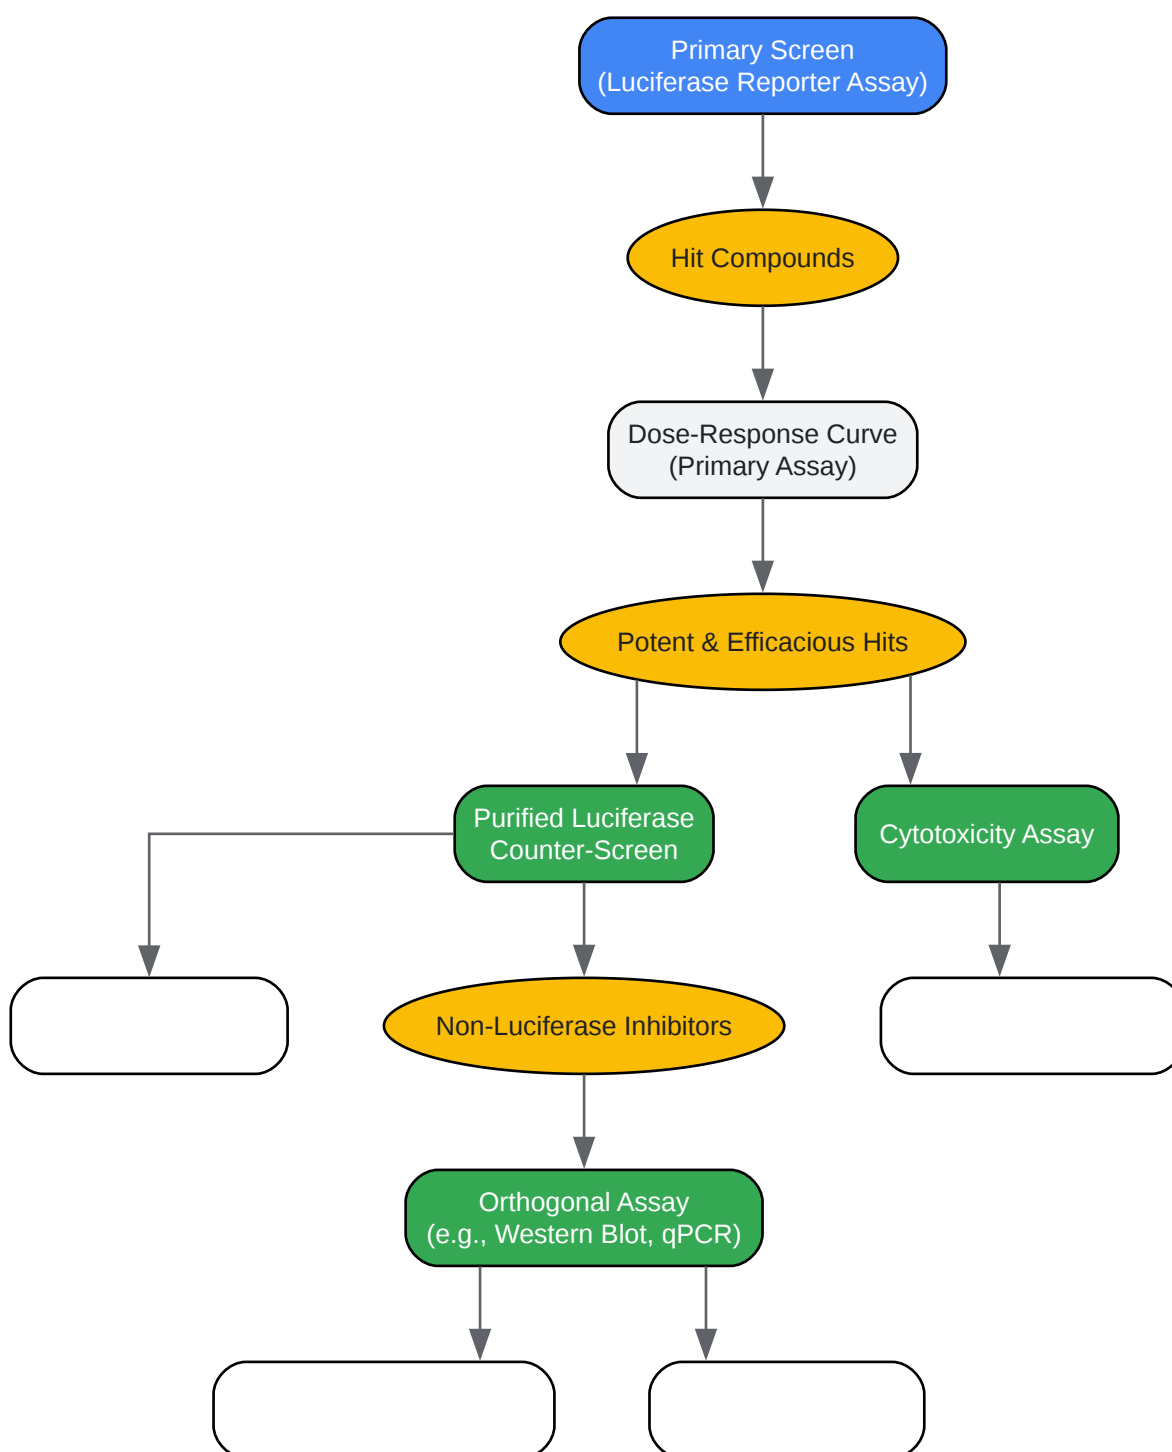 Primary Screen
(Luciferase Reporter Assay)
Hit Compounds
Dose-Response Curve
(Primary Assay)
Potent & Efficacious Hits
Purified Luciferase
Counter-Screen
Cytotoxicity Assay
Non-Luciferase Inhibitors
Orthogonal Assay
(e.g., Western Blot, qPCR)